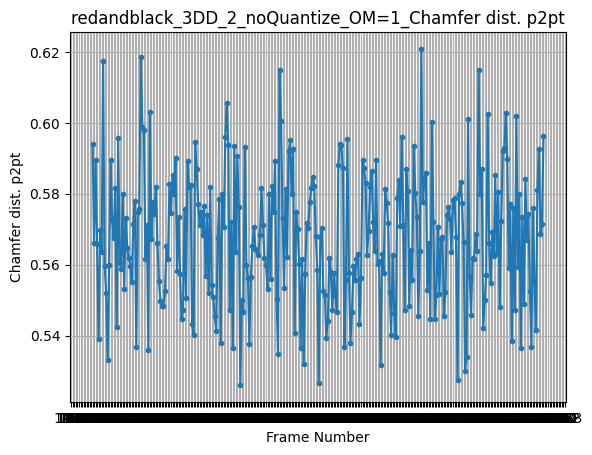 redandblack_3DD_2_noQuantize_OM=1_Chamfer dist. p2pt
Chamfer dist. p2pt
0.62
0.60
0.58
0.56
0.54
Frame Number